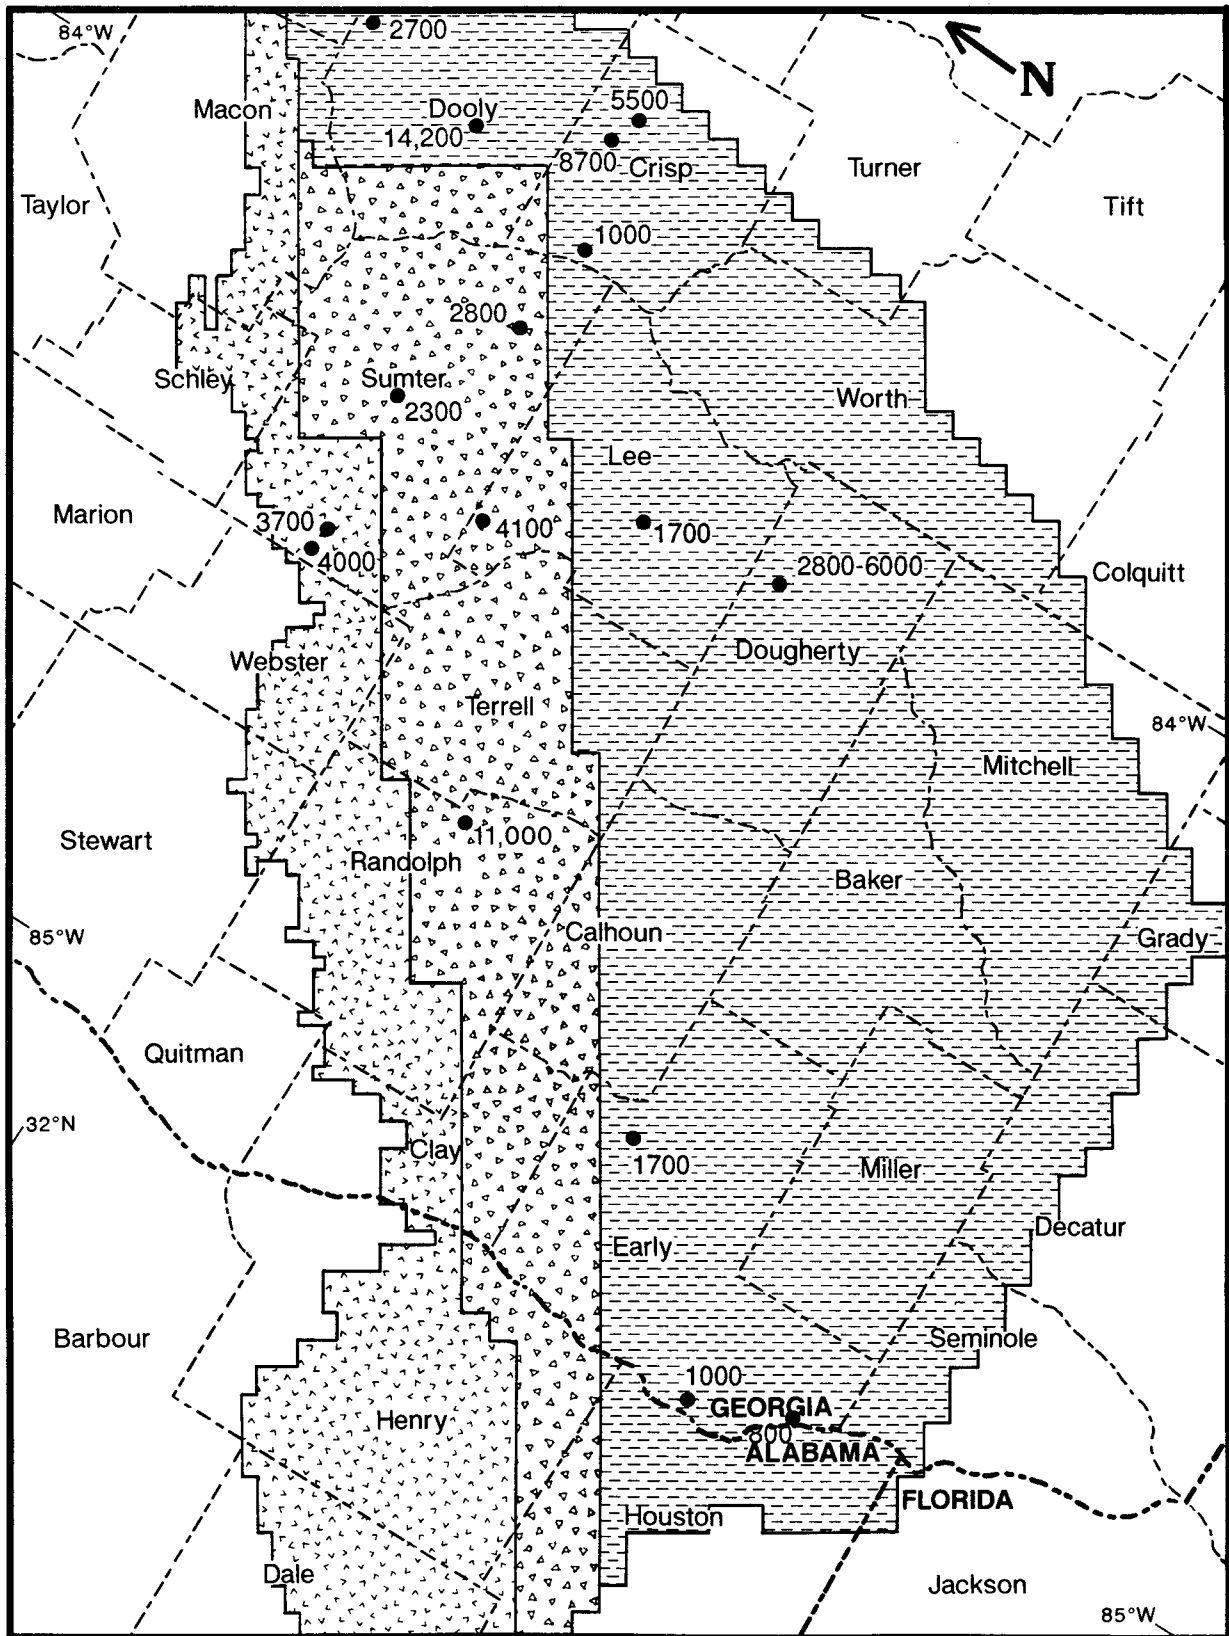 84°W
2700
N
Macon
Dooly
5500
14,200
8700
Crisp
Turner
Taylor
Tift
1000
2800
Schley
Sumter
2300
Worth
Lee
Marion
3700
4100
1700
4000
2800-6000
Colquitt
Webster
Dougherty
Terrell
84°W
Mitchell
Stewart
11,000
Randolph
Baker
85°W
Calhoun
Grady
Quitman
32°N
Clay
1700
Miller
Decatur
Early
Barbour
Seminole
1000
GEORGIA
Henry
800
ALABAMA
FLORIDA
Houston
Dale
Jackson
85°W